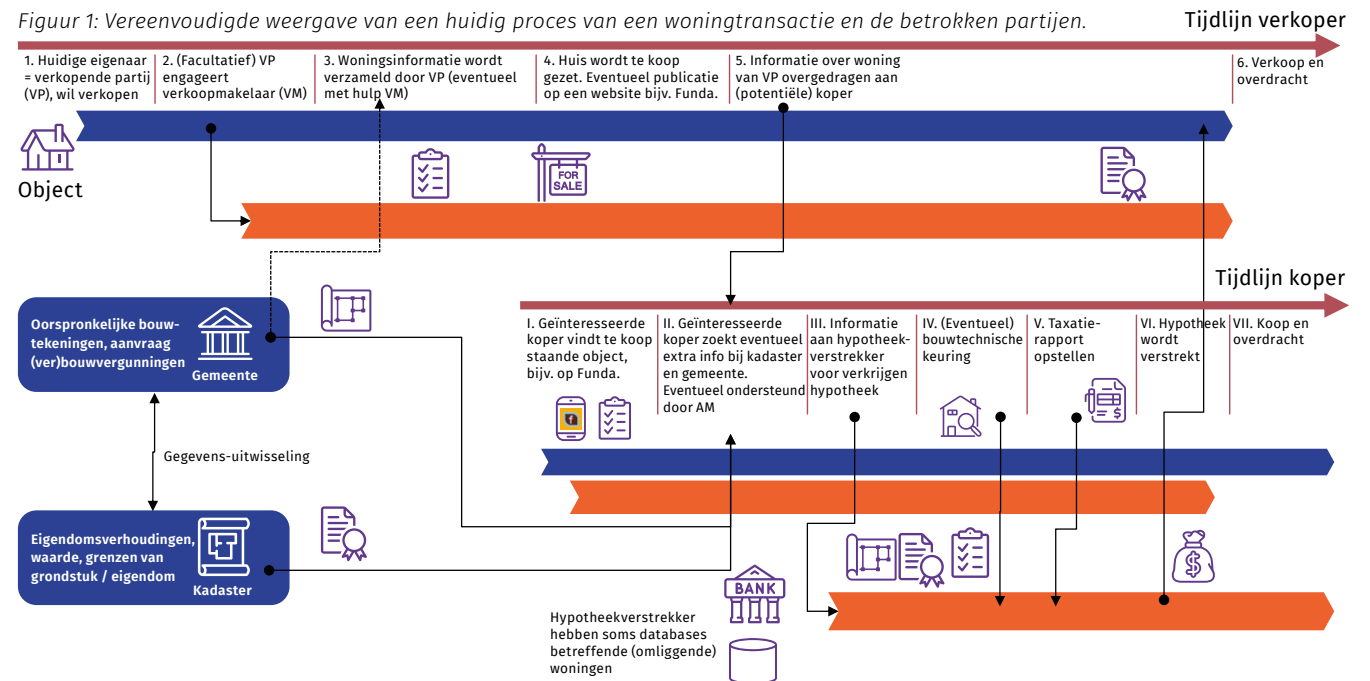 Figuur 1: Vereenvoudigde weergave van een huidig proces van een woningtransactie en de betrokken partijen.
Tijdlijn verkoper
1. Huidige eigenaar
= verkopende partij
(VP), wil verkopen
2. (Facultatief) VP
engageert
verkoopmakelaar (VM)
3. Woningsinformatie wordt
verzameld door VP (eventueel
met hulp VM)
4. Huis wordt te koop
gezet. Eventueel publicatie
op een website bijv. Funda.
5. Informatie over woning
van VP overgedragen aan
(potentiële) koper
6. Verkoop en
overdracht
Object
FOR
SALE
Tijdlijn koper
Oorspronkelijke bouw-
tekeningen, aanvraag
(ver)bouwvergunningen
Gemeente
I. Geïnteresseerde
koper vindt te koop
staande object,
bijv. op Funda.
II. Geïnteresseerde
koper zoekt eventueel
extra info bij kadaster
en gemeente.
Eventueel ondersteund
door AM
III. Informatie
aan hypotheek-
verstrekker
voor verkrijgen
hypotheek
IV. (Eventueel)
bouwtechnische
keuring
V. Taxatie-
rapport
opstellen
VI. Hypotheek
wordt
verstrekt
VII. Koop en
overdracht
$
Gegevens-uitwisseling
Eigendomsverhoudingen,
waarde, grenzen van
grondstuk / eigendom
Kadaster
BANK
$
Hypotheekverstrekker
hebben soms databases
betreffende (omliggende)
woningen